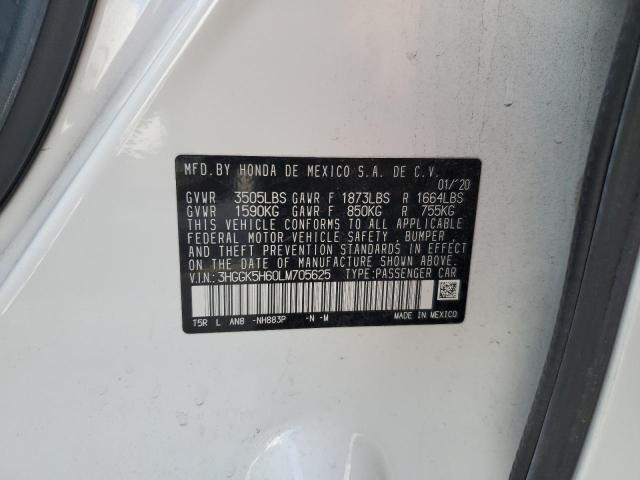 MFD.BY HONDA DE MEXICO S.A. DE C.V.
01/'20
GVWR 3505LBS GAWR F 1873LBS R 1664LBS
GVWR 1590KG GAWR F 850KG R 755KG
THIS VEHICLE CONFORMS TO ALL APPLICABLE
FEDERAL MOTOR VEHICLE SAFETY, BUMPER,
AND THEFT PREVENTION STANDARDS IN EFFECT
ON THE DATE OF MANUFACTURE SHOWN ABOVE.
V.I.N.:3HGGK5H60LM705625 TYPE:PASSENGER CAR
T5R L AN8 -NH883P -N -M MADE IN MEXICO